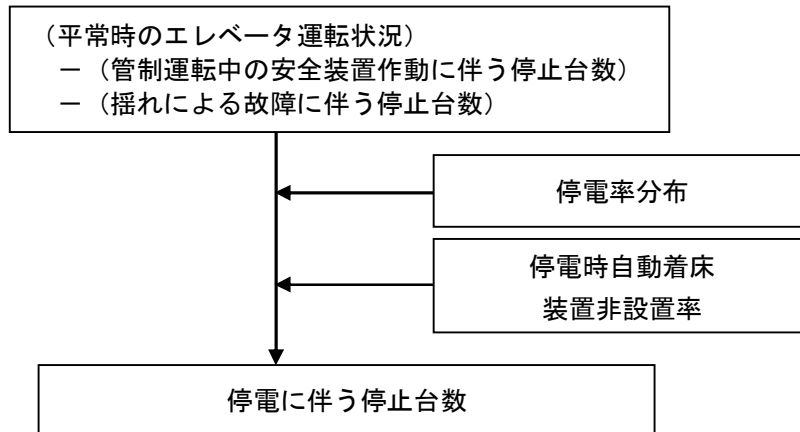 （平常時のエレベータ運転状況）
－（管制運転中の安全装置作動に伴う停止台数）
－（揺れによる故障に伴う停止台数）
停電率分布
停電時自動着床
装置非設置率
停電に伴う停止台数